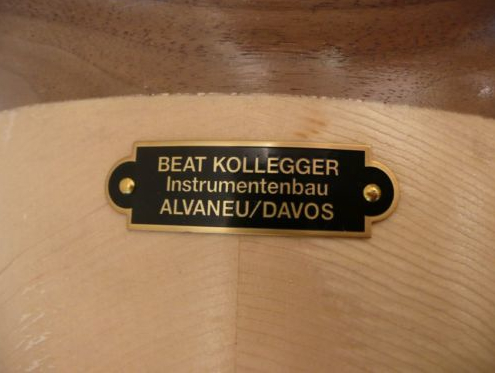 BEAT KOLLEGGER
Instrumentenbau
ALVANEU/DAVOS